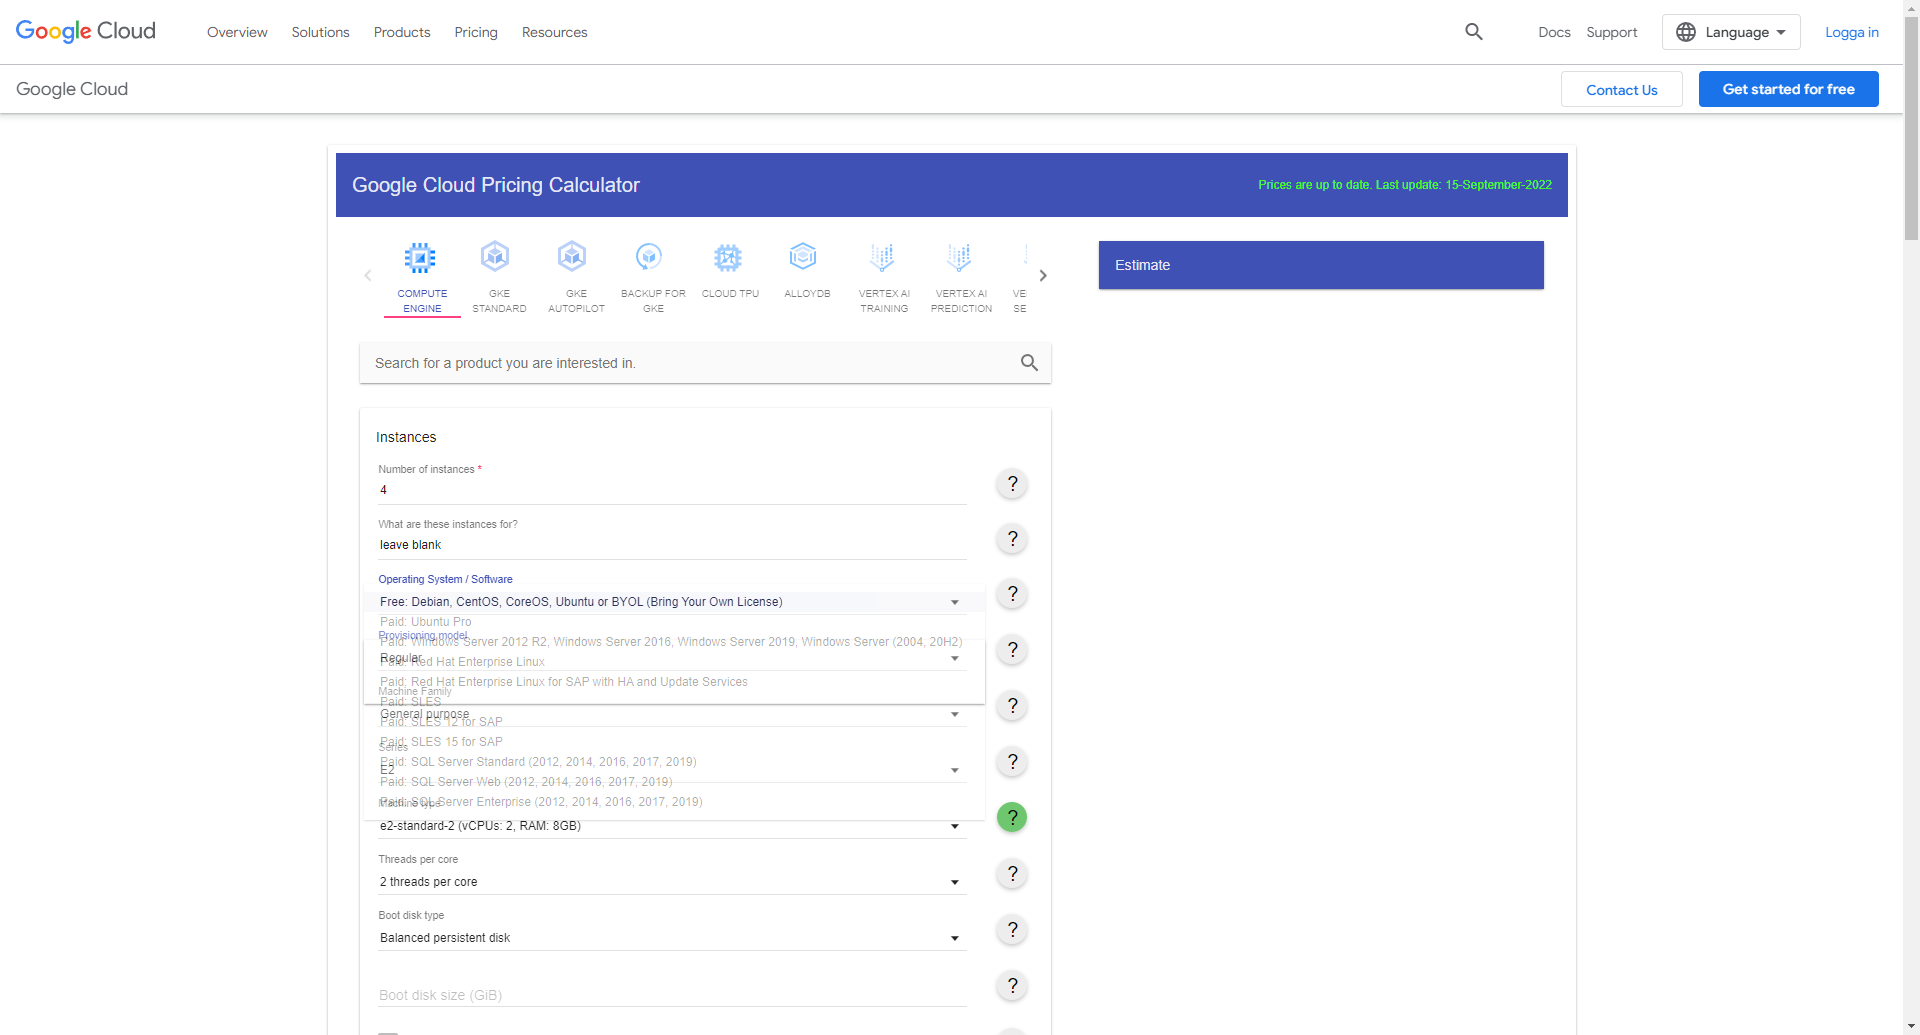 Google Cloud
Overview
Solutions
Products
Pricing
Resources
Docs
Support
Language
Logga in
Google Cloud
Contact Us
Get started for free
Google Cloud Pricing Calculator
Prices are up to date. Last update: 15-September-2022
COMPUTE
ENGINE
GKE
STANDARD
GKE
AUTOPILOT
BACKUP FOR
GKE
CLOUD TPU
ALLOYDB
VERTEX AI
TRAINING
VERTEX AI
PREDICTION
VE
SE
Estimate
Search for a product you are interested in.
Instances
Number of instances *
4
?
What are these instances for?
leave blank
?
Operating System / Software
Free: Debian, CentOS, CoreOS, Ubuntu or BYOL (Bring Your Own License)
?
Paid: Ubuntu Pro
Provisioning model
Paid: Windows Server 2012 R2, Windows Server 2016, Windows Server 2019, Windows Server (2004, 20H2)
Regular
?
Paid: Red Hat Enterprise Linux
Paid: Red Hat Enterprise Linux for SAP with HA and Update Services
Machine Family
Paid: SLES
General purpose
?
Paid: SLES 12 for SAP
Paid: SLES 15 for SAP
Series
Paid: SQL Server Standard (2012, 2014, 2016, 2017, 2019)
E2
?
Paid: SQL Server Web (2012, 2014, 2016, 2017, 2019)
Paid: SQL Server Enterprise (2012, 2014, 2016, 2017, 2019)
Machine type
e2-standard-2 (vCPUs: 2, RAM: 8GB)
?
Threads per core
2 threads per core
?
Boot disk type
Balanced persistent disk
?
Boot disk size (GiB)
?